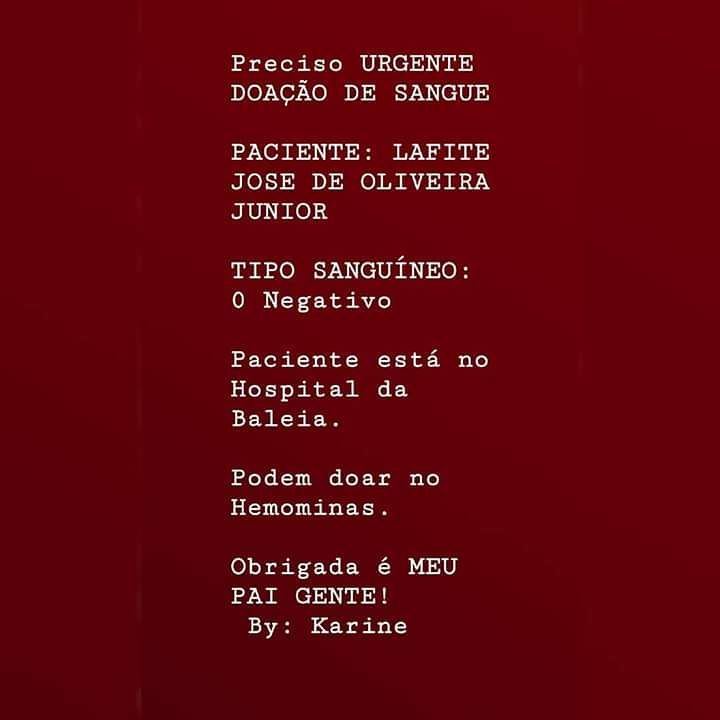 Preciso URGENTE
DOAÇÃO DE SANGUE
PACIENTE: LAFITE
JOSE DE OLIVEIRA
JUNIOR
TIPO SANGUÍNEO:
0 Negativo
Paciente está no
Hospital da
Baleia.
Podem doar no
Hemominas.
Obrigada é MEU
PAI GENTE!
By: Karine